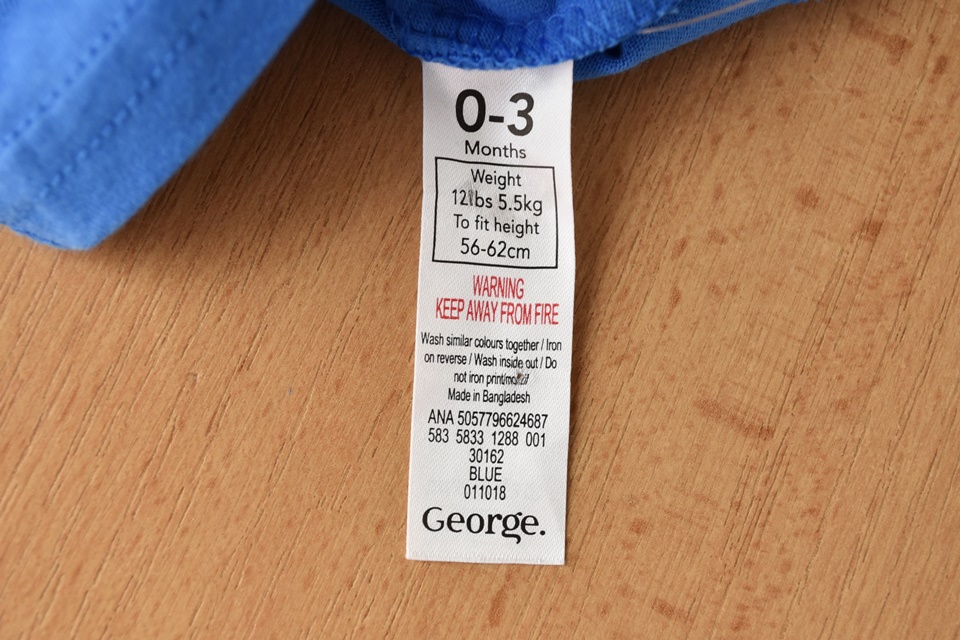 0-3
Months
Weight
12lbs 5.5kg
To fit height
56-62cm
WARNING
KEEP AWAY FROM FIRE
Wash similar colours together / Iron
on reverse / Wash inside out / Do
not iron print/motif
Made in Bangladesh
ANA 5057796624687
583 5833 1288 001
30162
BLUE
011018
George.